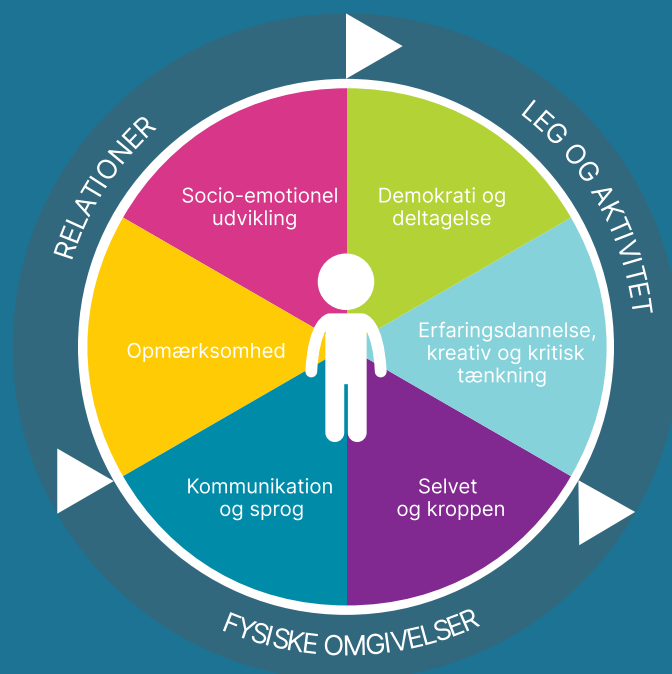 RELATIONER
LEG OG AKTIVITET
Socio-emotionel
udvikling
Demokrati og
deltagelse
Opmærksomhed
Erfaringsdannelse,
kreativ og kritisk
tænkning
Kommunikation
og sprog
Selvet
og kroppen
FYSISKE OMGIVELSER